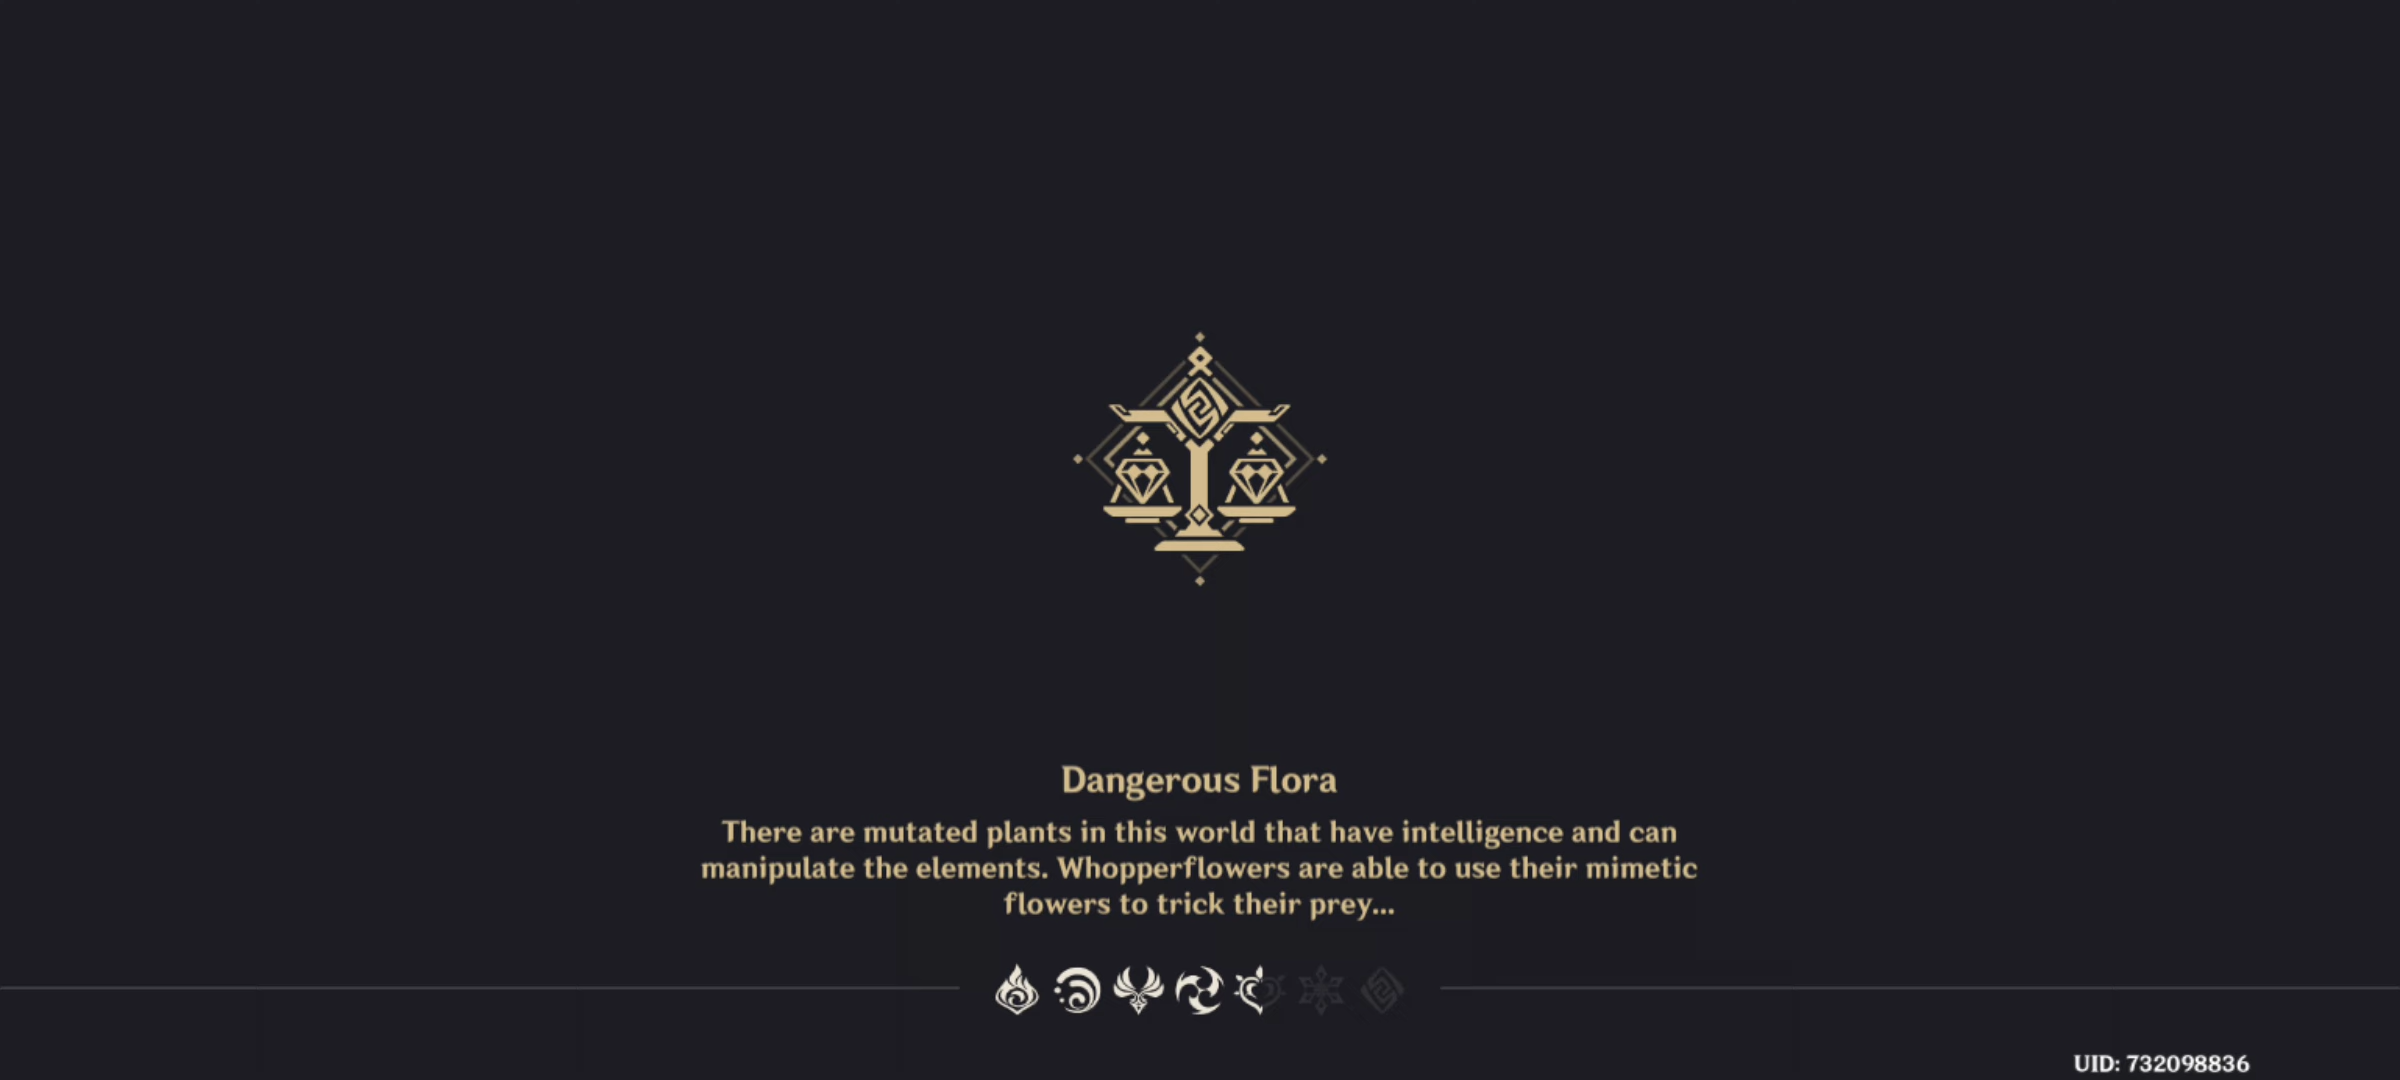 Dangerous Flora
There are mutated plants in this world that have intelligence and can
manipulate the elements. Whopperflowers are able to use their mimetic
flowers to trick their prey...
UID: 732098836